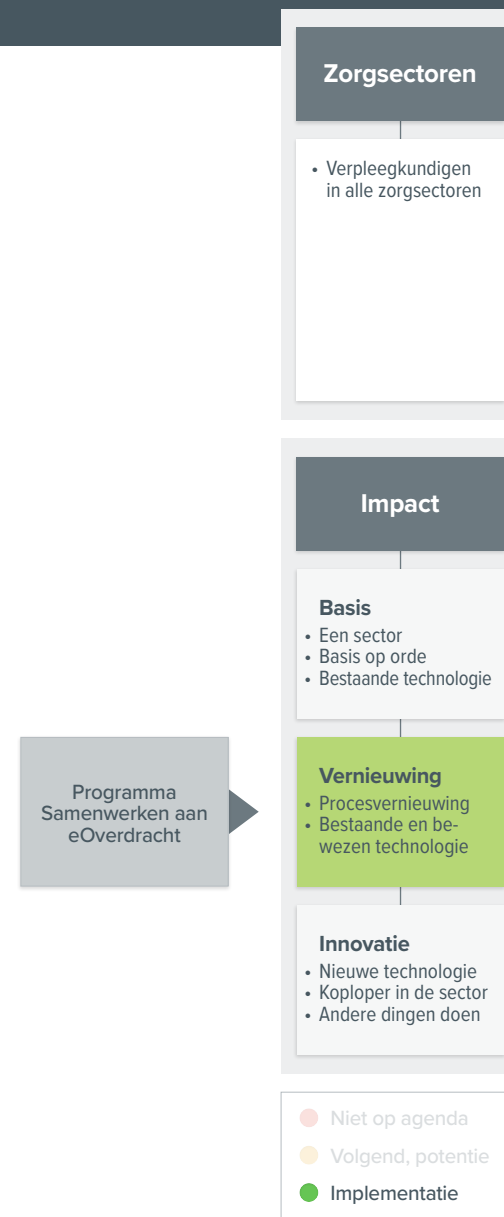 Zorgsectoren
• Verpleegkundigen
in alle zorgsectoren
Impact
Basis
• Een sector
• Basis op orde
• Bestaande technologie
Programma
Samenwerken aan
eOverdracht
Vernieuwing
• Procesvernieuwing
• Bestaande en be-
wezen technologie
Innovatie
• Nieuwe technologie
• Koploper in de sector
• Andere dingen doen
Niet op agenda
Volgend, potentie
Implementatie